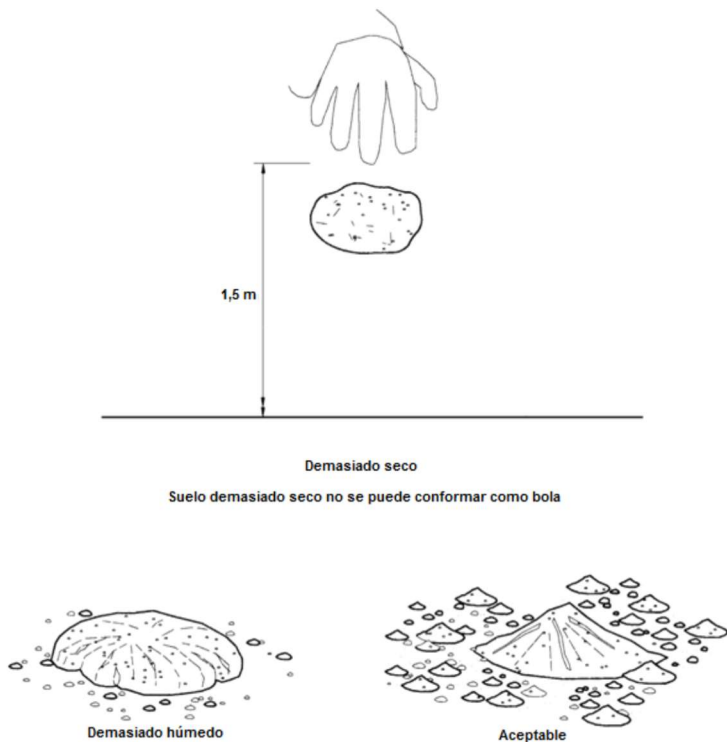 1,5 m
Demasiado seco
Suelo demasiado seco no se puede conformar como bola
Demasiado húmedo
Aceptable